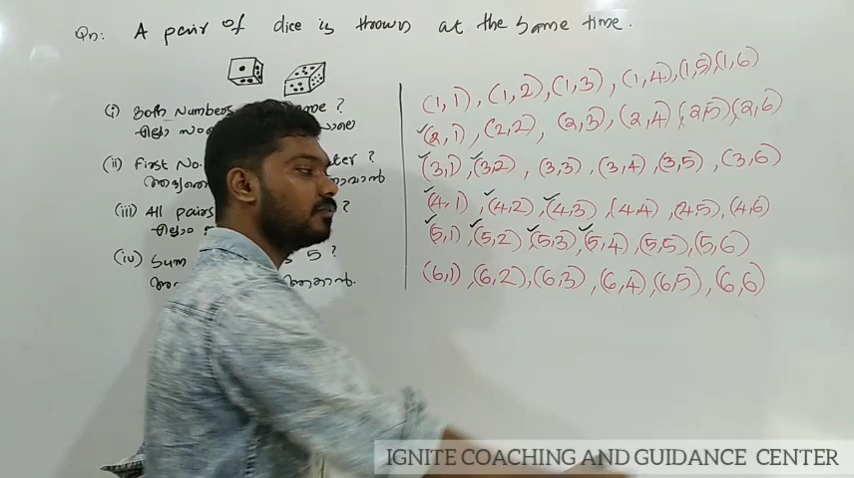 Qn: A pair of dice is thrown at the same time.
(i) Both Numbers ame ?
എല്ലാ
(ii) First No. ter ?
(iii) All pairs ?
എല്ലാം
(iv) Sum 5 ?
(1,1), (1,2), (1,3), (1,4), (1,5), (1,6)
✓(2,1), (2,2), (2,3), (2,4), (2,5), (2,6)
✓(3,1), ✓(3,2), (3,3), (3,4), (3,5), (3,6)
✓(4,1), ✓(4,2), ✓(4,3), (4,4), (4,5), (4,6)
✓(5,1), ✓(5,2), ✓(5,3), ✓(5,4), (5,5), (5,6)
(6,1), (6,2), (6,3), (6,4), (6,5), (6,6)
IGNITE COACHING AND GUIDANCE CENTER